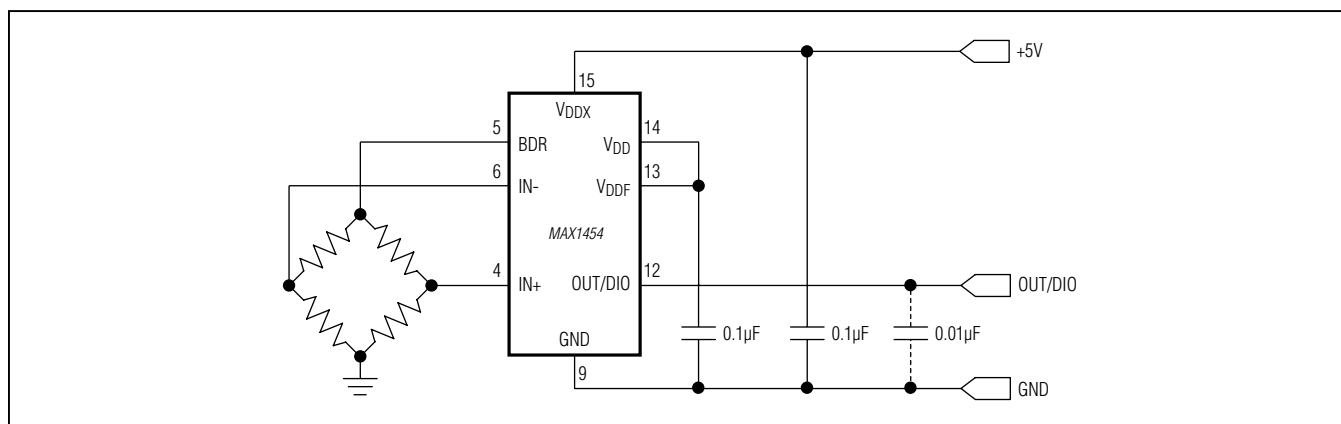 +5V
15
VDDX
5
BDR
14
VDD
6
IN-
13
VDDF
MAX1454
4
IN+
12
OUT/DIO
OUT/DIO
0.1µF
0.1µF
0.01µF
GND
9
GND